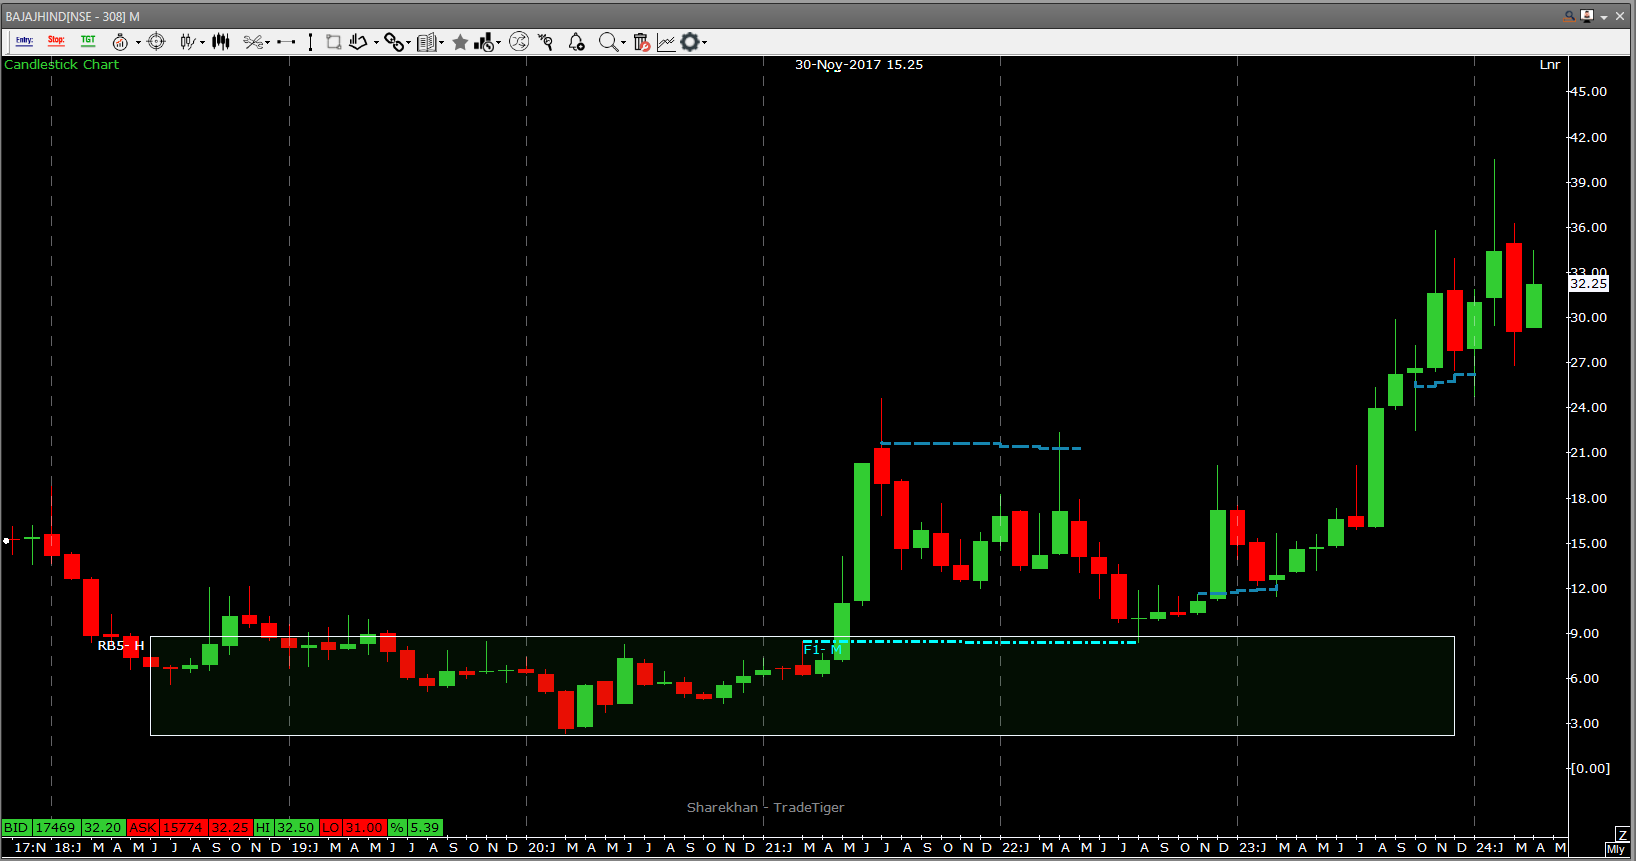 BAJAJHIND[NSE - 308] M
Entry: Stop: TGT
Candlestick Chart 30-Nov-2017 15.25 Lnr
45.00
42.00
39.00
36.00
33.00
32.25
30.00
27.00
24.00
21.00
18.00
15.00
12.00
9.00
RB5- H
F1- M
6.00
3.00
[0.00]
Sharekhan - TradeTiger
BID 17469 32.20 ASK 15774 32.25 HI 32.50 LO 31.00 % 5.39
Z
17:N 18:J M A M J J A S O N D 19:J M A M J J A S O N D 20:J M A M J J A S O N D 21:J M A M J J A S O N D 22:J M A M J J A S O N D 23:J M A M J J A S O N D 24:J M A M
Mly